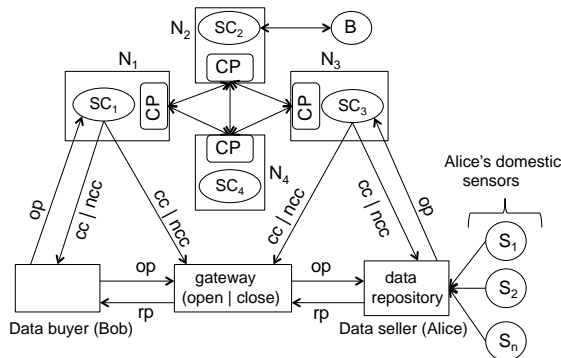 N2
SC2
B
CP
N1
SC1
CP
N3
CP
SC3
CP
SC4
N4
Alice's domestic
sensors
op
cc | ncc
cc | ncc
cc | ncc
cc | ncc
op
S1
S2
Sn
op
gateway
(open | close)
op
data
repository
rp
rp
Data buyer (Bob)
Data seller (Alice)